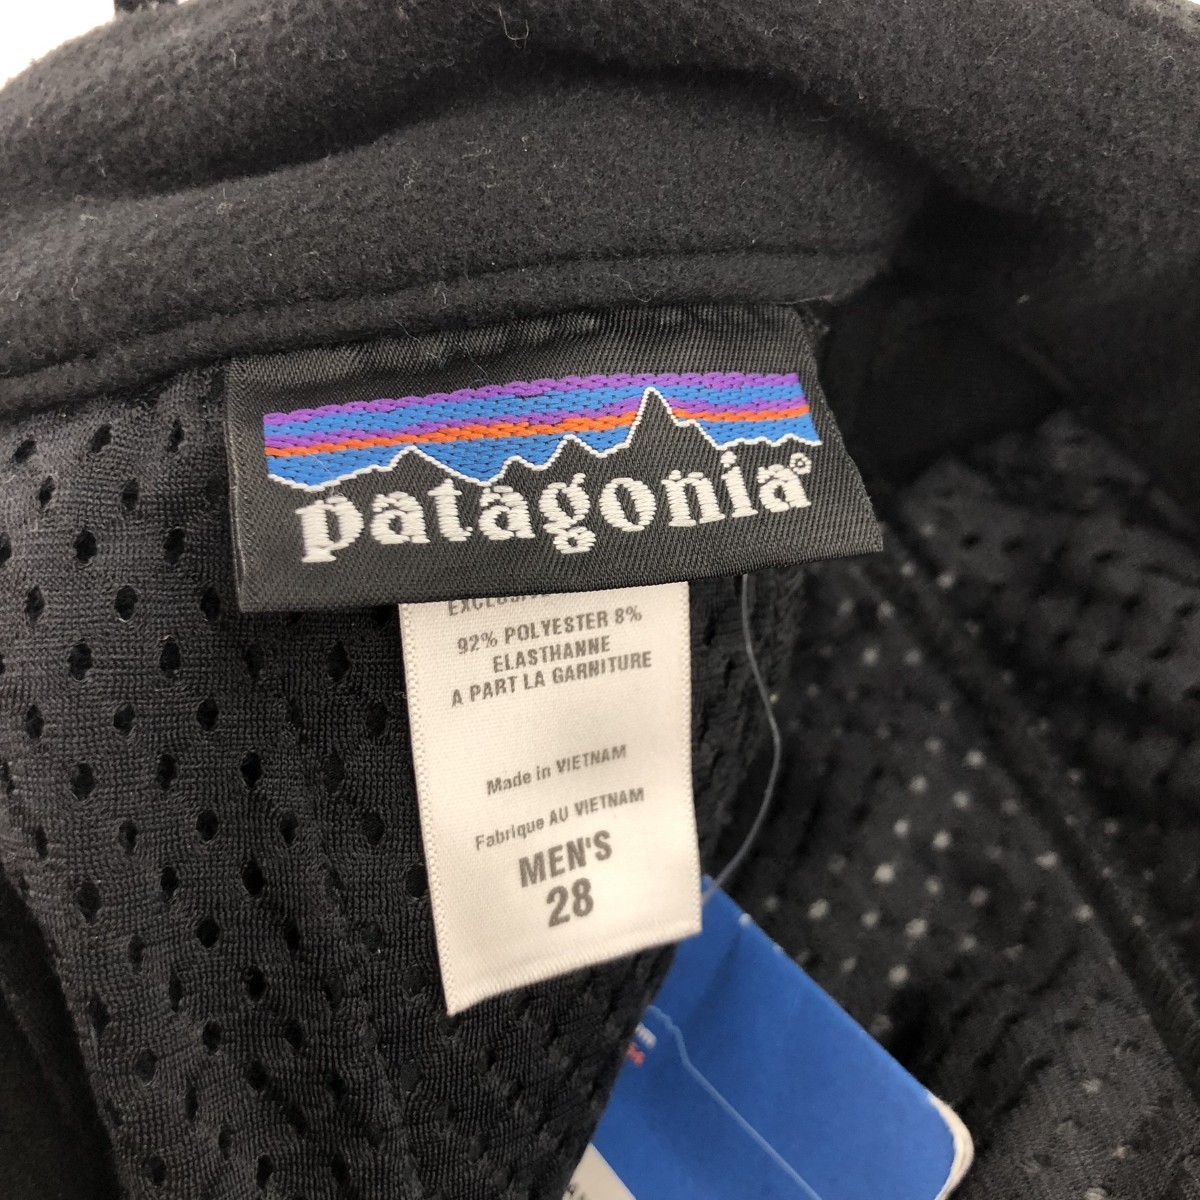 patagonia®
92% POLYESTER 8%
ELASTHANNE
A PART LA GARNITURE
Made in VIETNAM
Fabrique AU VIETNAM
MEN'S
28